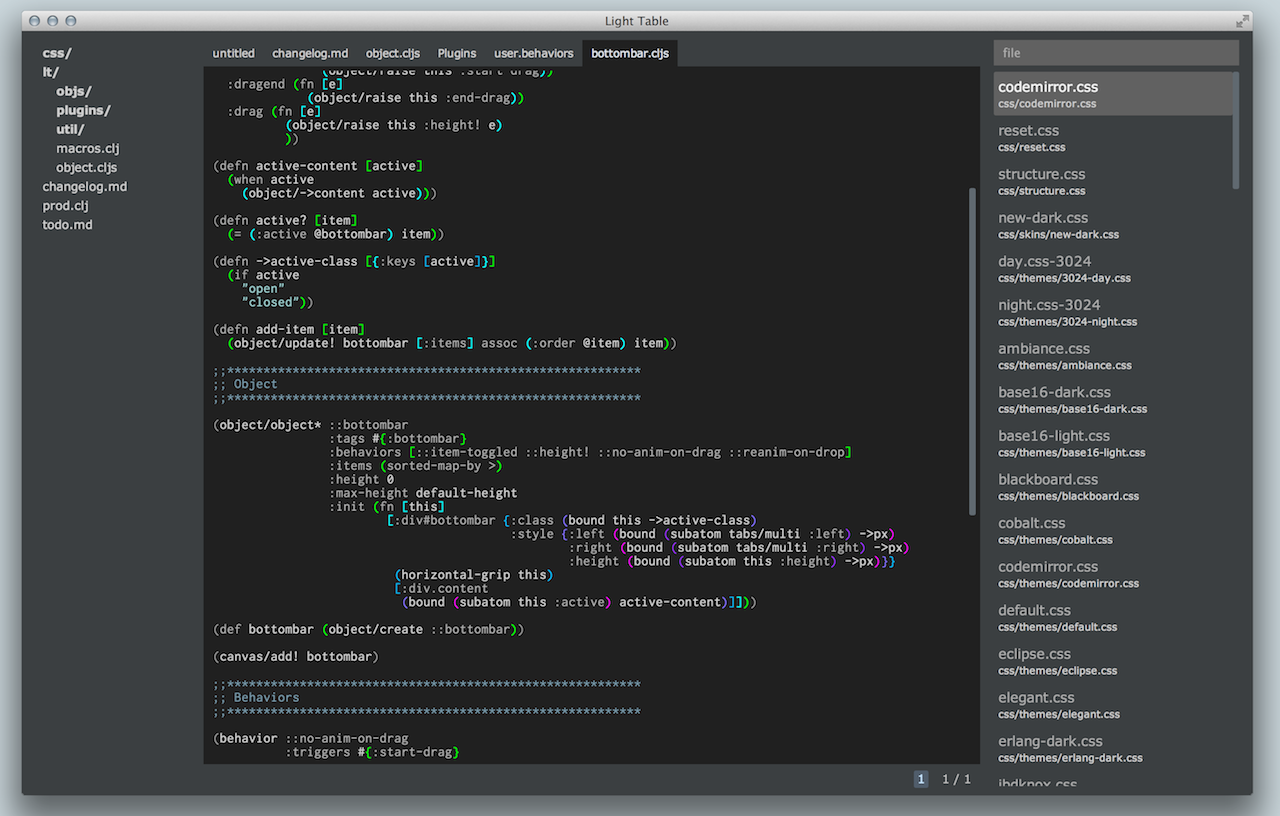 Light Table
css/
lt/
objs/
plugins/
util/
macros.clj
object.cljs
changelog.md
prod.clj
todo.md
untitled changelog.md object.cljs Plugins user.behaviors bottombar.cljs
(object/raise this :start-drag))
:dragend (fn [e]
(object/raise this :end-drag))
:drag (fn [e]
(object/raise this :height! e)
))
(defn active-content [active]
(when active
(object/->content active)))
(defn active? [item]
(= (:active @bottombar) item))
(defn ->active-class [{:keys [active]}]
(if active
"open"
"closed"))
(defn add-item [item]
(object/update! bottombar [:items] assoc (:order @item) item))
;;*********************************************************
;; Object
;;*********************************************************
(object/object* ::bottombar
:tags #{:bottombar}
:behaviors [::item-toggled ::height! ::no-anim-on-drag ::reanim-on-drop]
:items (sorted-map-by >)
:height 0
:max-height default-height
:init (fn [this]
[:div#bottombar {:class (bound this ->active-class)
:style {:left (bound (subatom tabs/multi :left) ->px)
:right (bound (subatom tabs/multi :right) ->px)
:height (bound (subatom this :height) ->px)}}
(horizontal-grip this)
[:div.content
(bound (subatom this :active) active-content)]]))
(def bottombar (object/create ::bottombar))
(canvas/add! bottombar)
;;*********************************************************
;; Behaviors
;;*********************************************************
(behavior ::no-anim-on-drag
:triggers #{:start-drag}
1 1 / 1
file
codemirror.css
css/codemirror.css
reset.css
css/reset.css
structure.css
css/structure.css
new-dark.css
css/skins/new-dark.css
day.css-3024
css/themes/3024-day.css
night.css-3024
css/themes/3024-night.css
ambiance.css
css/themes/ambiance.css
base16-dark.css
css/themes/base16-dark.css
base16-light.css
css/themes/base16-light.css
blackboard.css
css/themes/blackboard.css
cobalt.css
css/themes/cobalt.css
codemirror.css
css/themes/codemirror.css
default.css
css/themes/default.css
eclipse.css
css/themes/eclipse.css
elegant.css
css/themes/elegant.css
erlang-dark.css
css/themes/erlang-dark.css
ibdknox.css